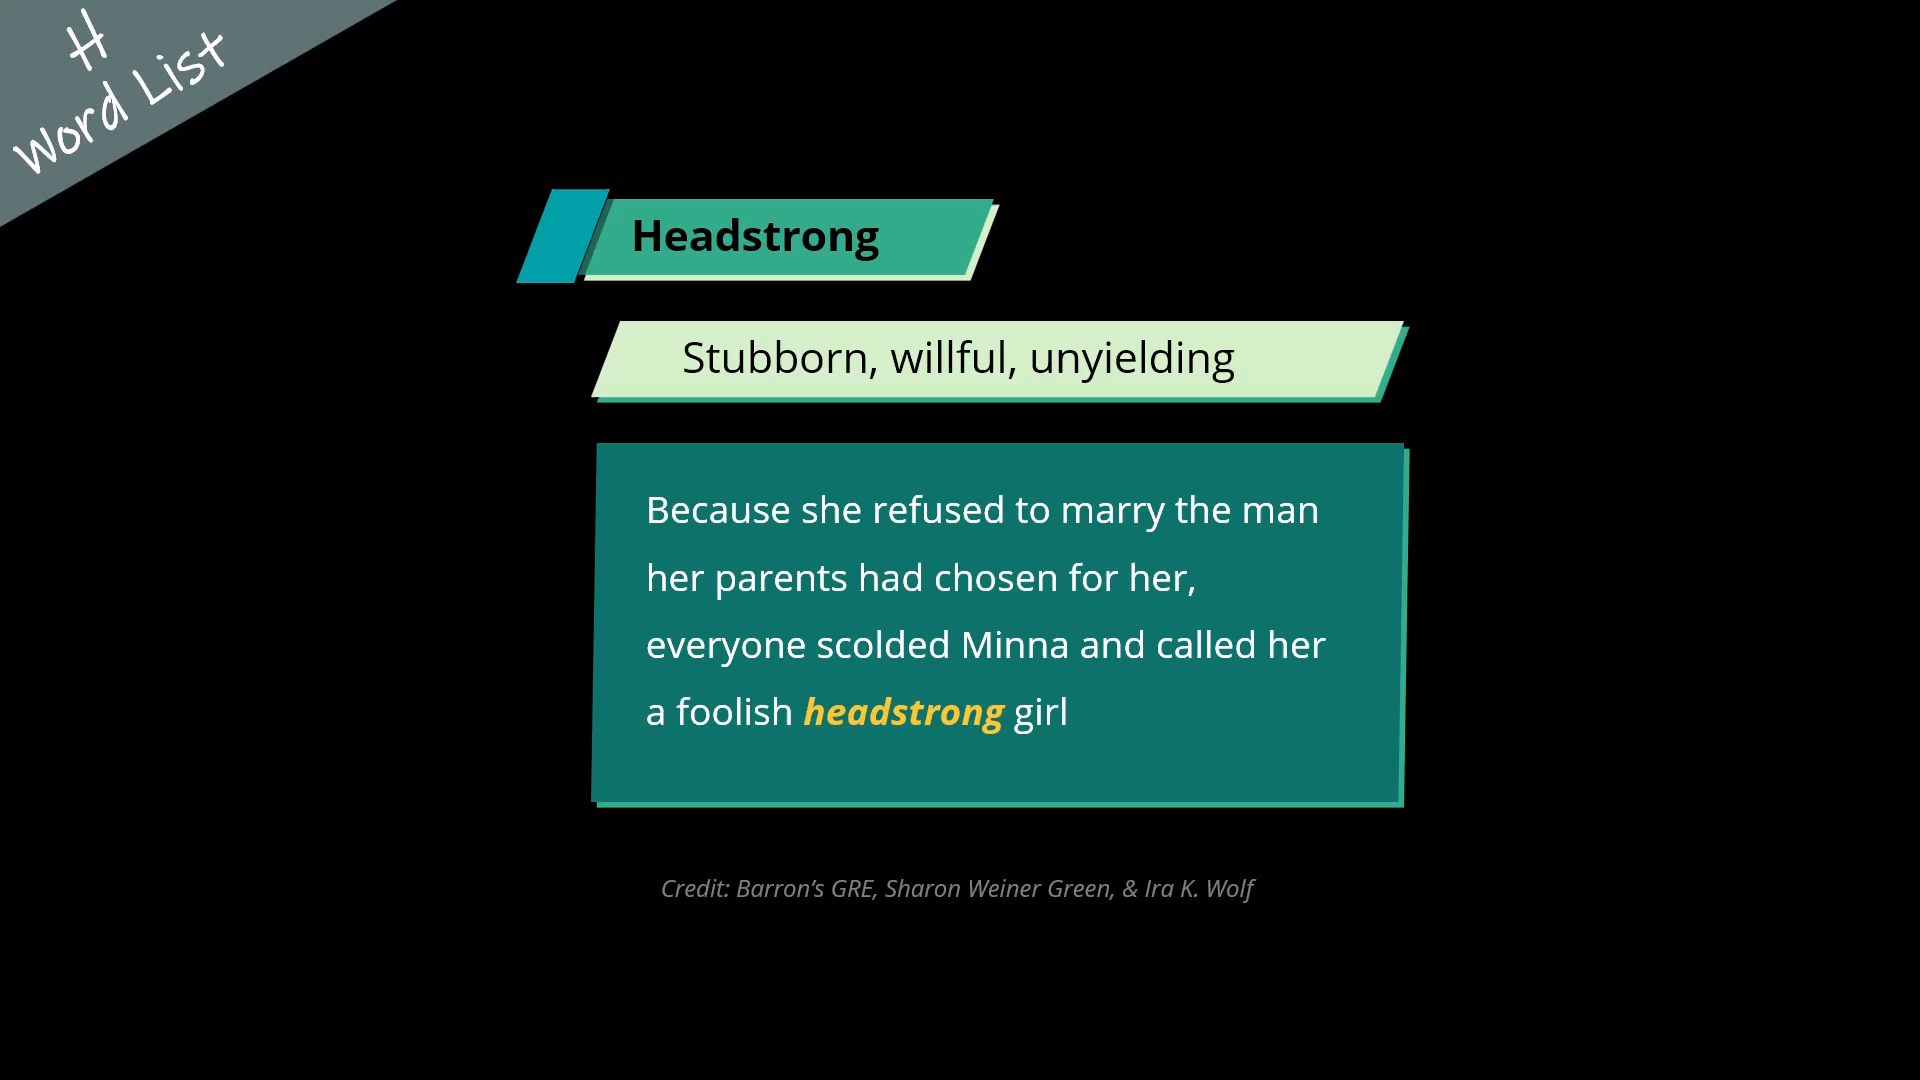 H
Word List
Headstrong
Stubborn, willful, unyielding
Because she refused to marry the man
her parents had chosen for her,
everyone scolded Minna and called her
a foolish headstrong girl
Credit: Barron’s GRE, Sharon Weiner Green, & Ira K. Wolf